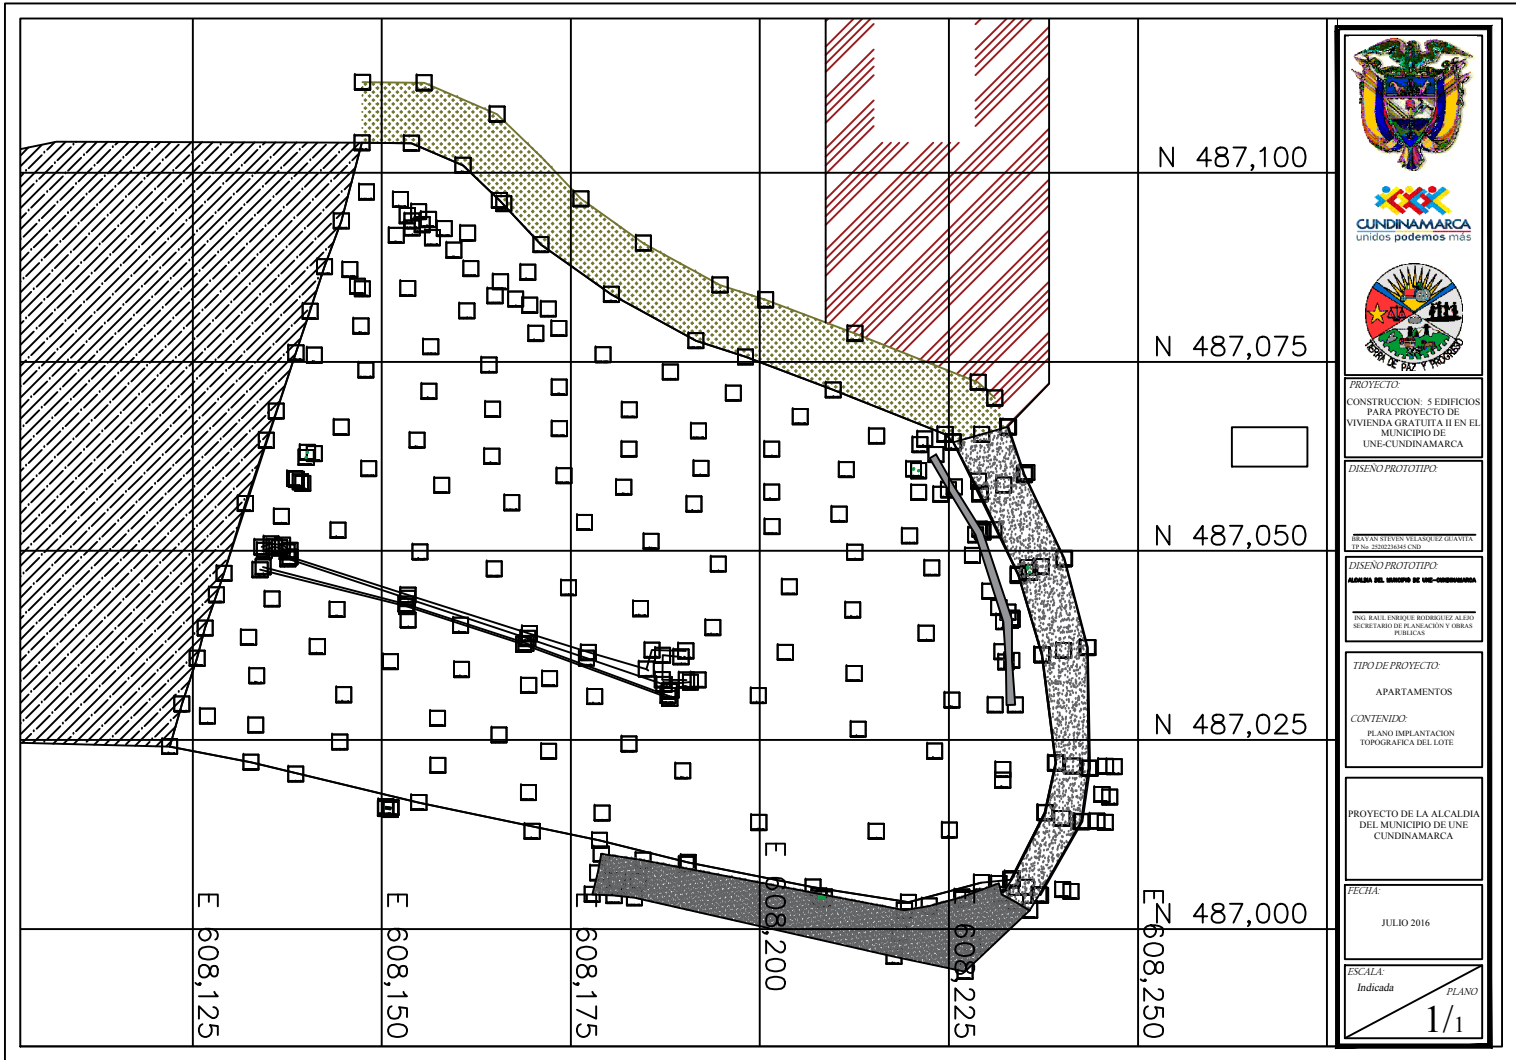 N 487,100
N 487,075
N 487,050
N 487,025
N 487,000
E 608,125
E 608,150
E 608,175
E 608,200
E 608,225
E 608,250
CUNDINAMARCA
unidos podemos más
TIERRA DE PAZ Y PROGRESO
PROYECTO:
CONSTRUCCION: 5 EDIFICIOS
PARA PROYECTO DE
VIVIENDA GRATUITA II EN EL
MUNICIPIO DE
UNE-CUNDINAMARCA
DISEÑO PROTOTIPO:
BRAYAN STEVEN VELASQUEZ GUAVITA
TP No 25202236345 CND
DISEÑO PROTOTIPO:
ALCALDIA DEL MUNICIPIO DE UNE-CUNDINAMARCA
ING. RAUL ENRIQUE RODRIGUEZ ALEJO
SECRETARIO DE PLANEACIÓN Y OBRAS
PUBLICAS
TIPO DE PROYECTO:
APARTAMENTOS
CONTENIDO:
PLANO IMPLANTACION
TOPOGRAFICA DEL LOTE
PROYECTO DE LA ALCALDIA
DEL MUNICIPIO DE UNE
CUNDINAMARCA
FECHA:
JULIO 2016
ESCALA:
Indicada
PLANO
1/1